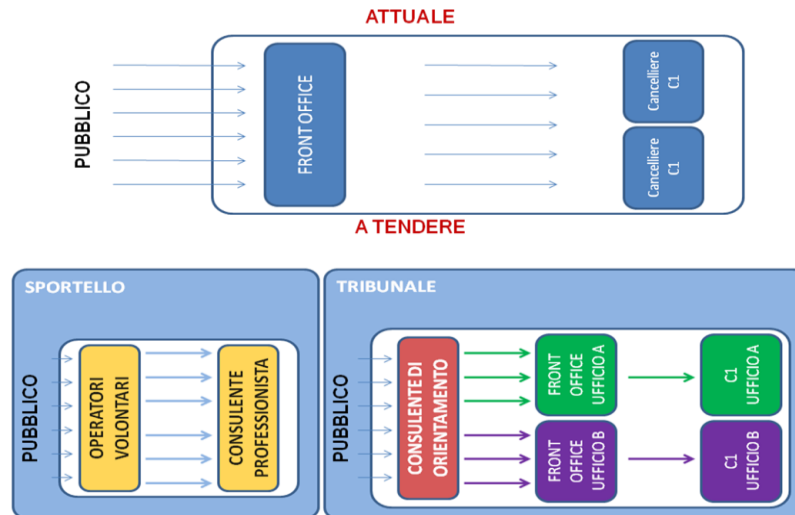 ATTUALE
PUBBLICO
FRONT OFFICE
Cancelliere
C1
Cancelliere
C1
A TENDERE
SPORTELLO
PUBBLICO
OPERATORI
VOLONTARI
CONSULENTE
PROFESSIONISTA
TRIBUNALE
PUBBLICO
CONSULENTE DI
ORIENTAMENTO
FRONT
OFFICE
UFFICIO A
C1
UFFICIO A
FRONT
OFFICE
UFFICIO B
C1
UFFICIO B